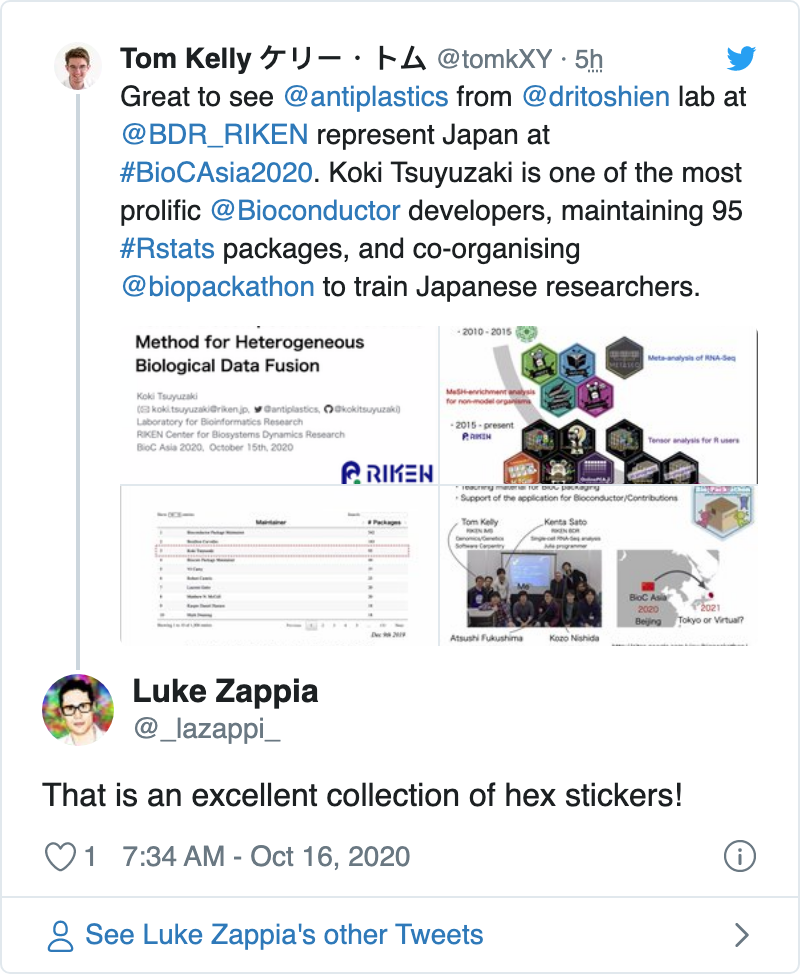 Tom Kelly ケリー・トム @tomkXY · 5h
Great to see @antiplastics from @dritoshien lab at
@BDR_RIKEN represent Japan at
#BioCAsia2020. Koki Tsuyuzaki is one of the most
prolific @Bioconductor developers, maintaining 95
#Rstats packages, and co-organising
@biopackathon to train Japanese researchers.
Method for Heterogeneous
Biological Data Fusion
Koki Tsuyuzaki
(koki.tsuyuzaki@riken.jp, @antiplastics, @kokitsuyuzaki)
Laboratory for Bioinformatics Research
RIKEN Center for Biosystems Dynamics Research
BioC Asia 2020, October 15th, 2020
RIKEN
・2010 - 2015
Meta-analysis of RNA-Seq
MeSH-enrichment analysis
for non-model organisms
・2015 - present
RIKEN
Tensor analysis for R users
Maintainer # Packages
Bioconductor Package Maintainer
Koki Tsuyuzaki
Dec 9th 2019
・Teaching material for BioC packaging
・Support of the application for Bioconductor/Contributions
Tom Kelly
RIKEN IMS
Genomics/Genetics
Software Carpentry
Kenta Sato
RIKEN BDR
Single-cell RNA-Seq analysis
Julia programmer
Me
Atsushi Fukushima
Kozo Nishida
BioC Asia
2020
Beijing
2021
Tokyo or Virtual?
Luke Zappia
@_lazappi_
That is an excellent collection of hex stickers!
1 7:34 AM - Oct 16, 2020
See Luke Zappia's other Tweets